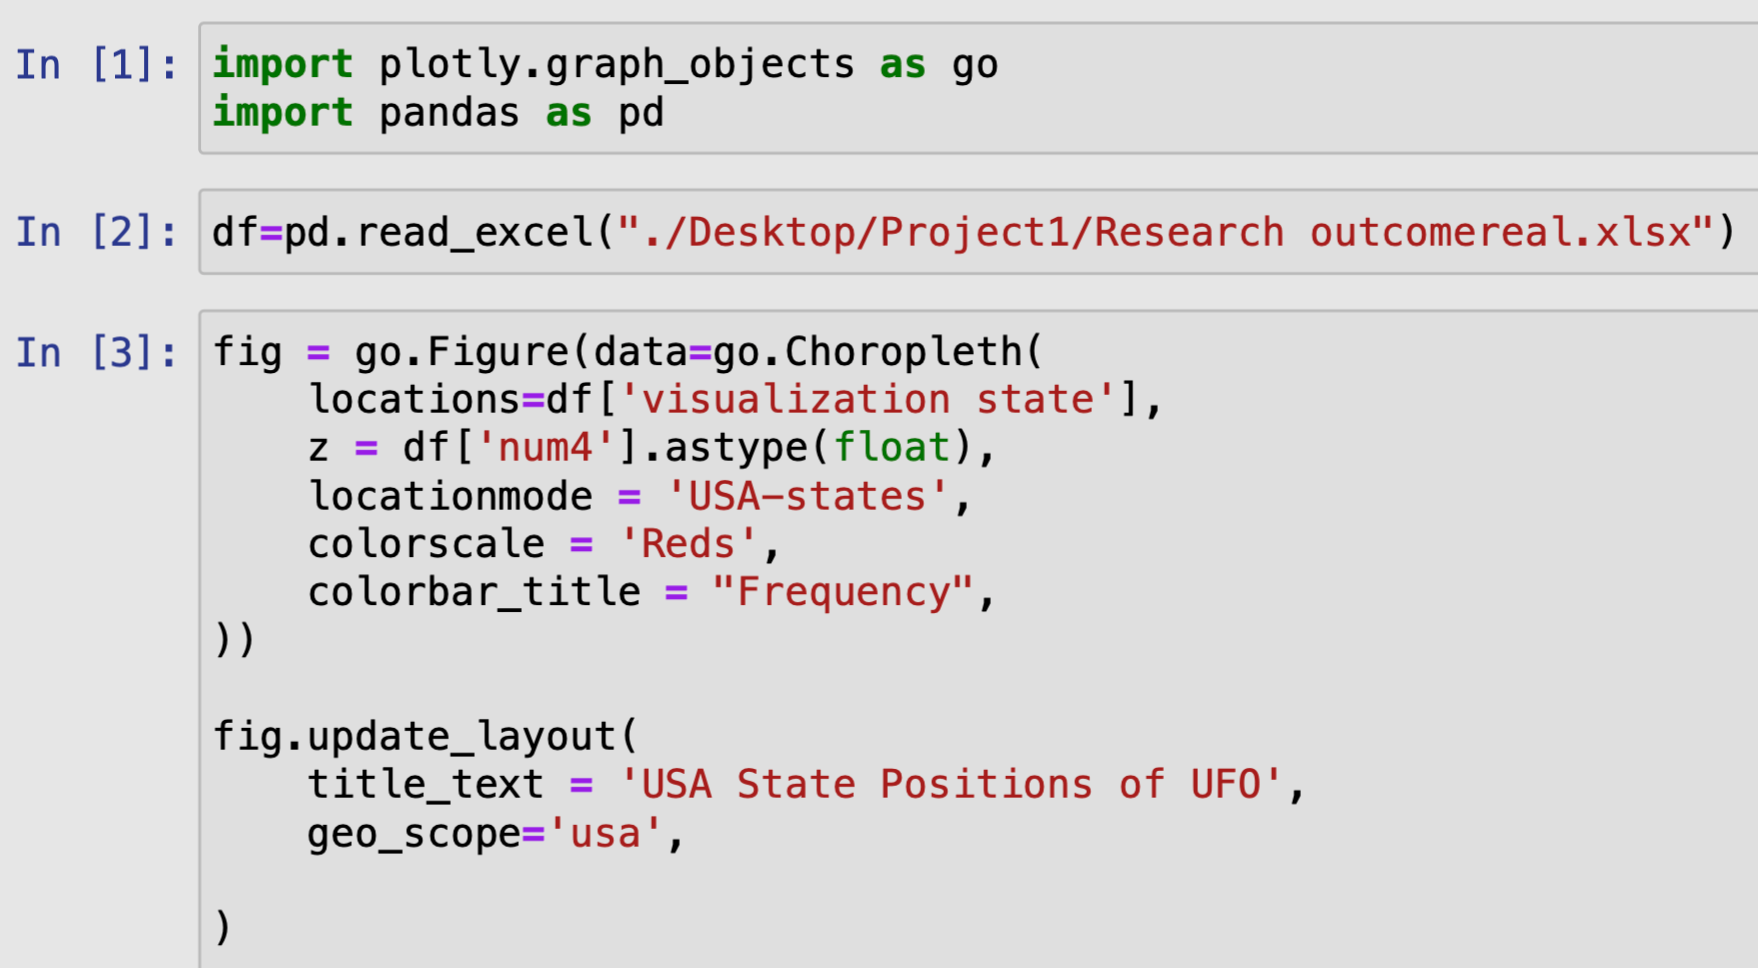 In [1]: import plotly.graph_objects as go
import pandas as pd
In [2]: df=pd.read_excel("./Desktop/Project1/Research outcomereal.xlsx")
In [3]: fig = go.Figure(data=go.Choropleth(
    locations=df['visualization state'],
    z = df['num4'].astype(float),
    locationmode = 'USA-states',
    colorscale = 'Reds',
    colorbar_title = "Frequency",
))
fig.update_layout(
    title_text = 'USA State Positions of UFO',
    geo_scope='usa',
)